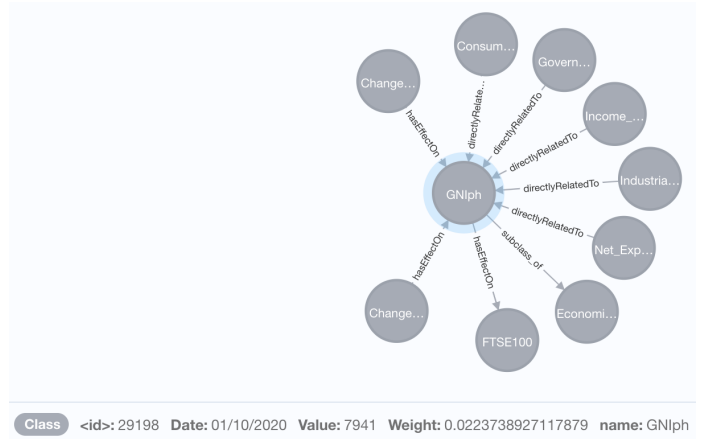 Consum...
Govern...
Change...
directlyRelate...
directlyRelatedTo
Income_...
hasEffectOn
directlyRelatedTo
Industria...
directlyRelatedTo
GNIph
directlyRelatedTo
Net_Exp...
hasEffectOn
hasEffectOn
subclass_of
Change...
Economi...
FTSE100
Class <id>: 29198 Date: 01/10/2020 Value: 7941 Weight: 0.0223738927117879 name: GNIph